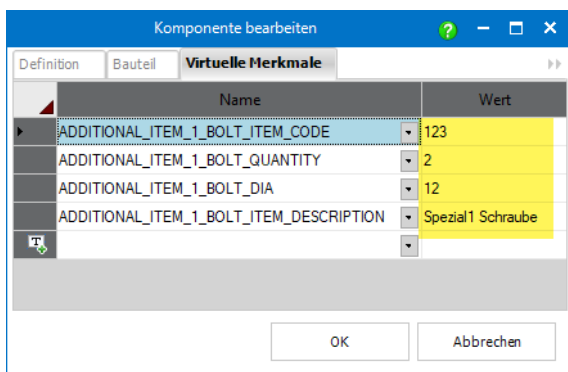 Komponente bearbeiten
Definition Bauteil Virtuelle Merkmale
Name Wert
ADDITIONAL_ITEM_1_BOLT_ITEM_CODE 123
ADDITIONAL_ITEM_1_BOLT_QUANTITY 2
ADDITIONAL_ITEM_1_BOLT_DIA 12
ADDITIONAL_ITEM_1_BOLT_ITEM_DESCRIPTION Spezial1 Schraube
OK Abbrechen